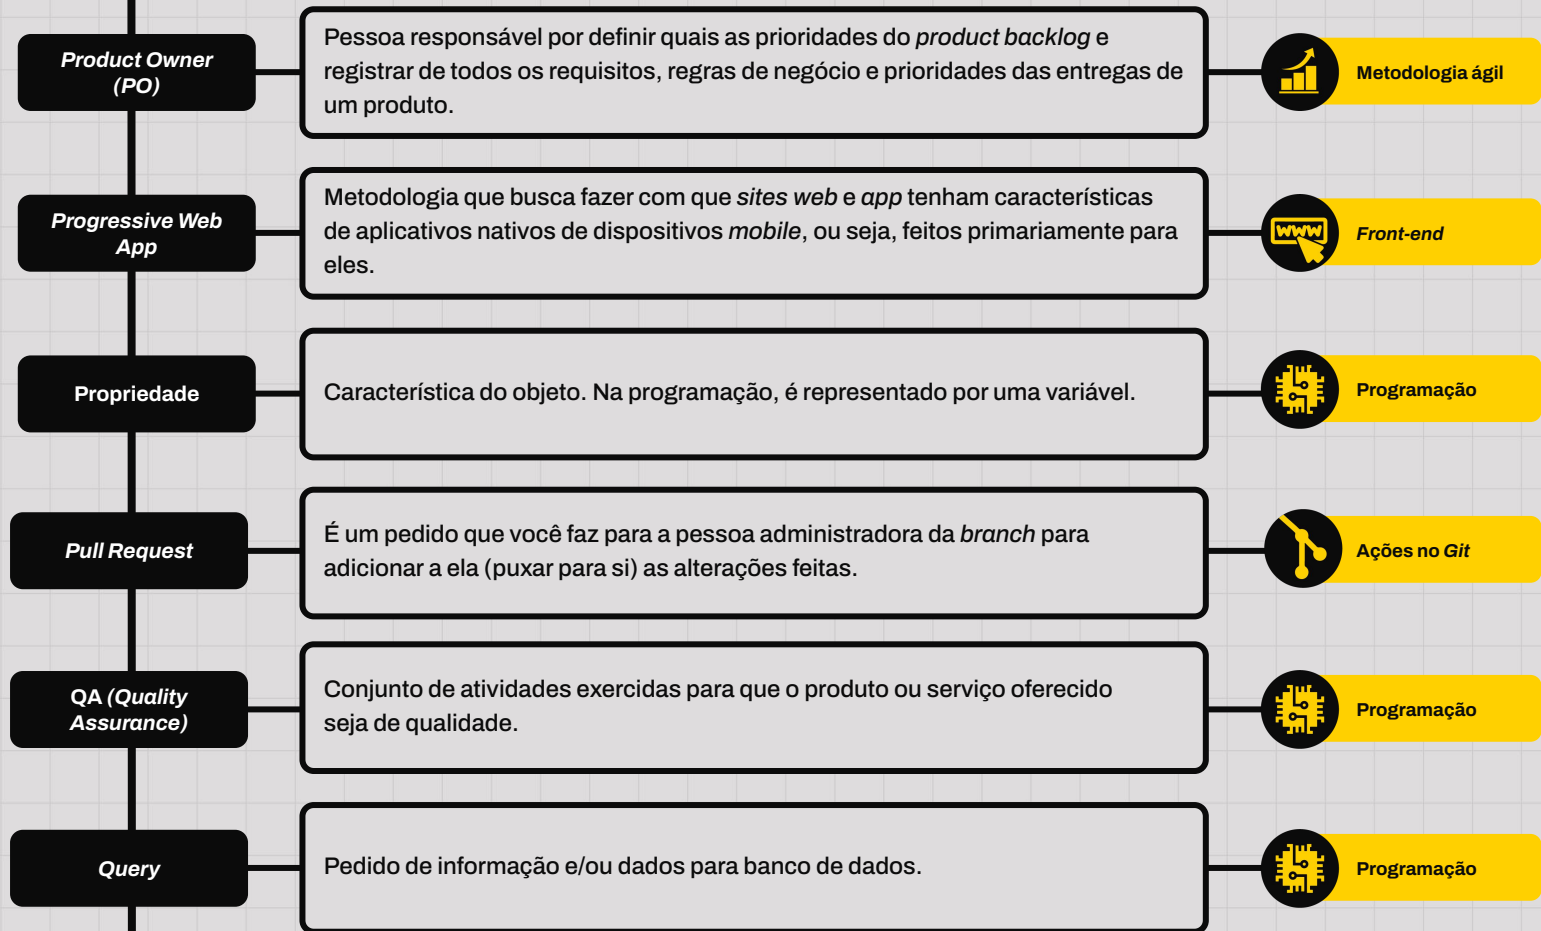 Product Owner
(PO)
Pessoa responsável por definir quais as prioridades do product backlog e
registrar de todos os requisitos, regras de negócio e prioridades das entregas de
um produto.
Metodologia ágil
Progressive Web
App
Metodologia que busca fazer com que sites web e app tenham características
de aplicativos nativos de dispositivos mobile, ou seja, feitos primariamente para
eles.
www
Front-end
Propriedade
Característica do objeto. Na programação, é representado por uma variável.
Programação
Pull Request
É um pedido que você faz para a pessoa administradora da branch para
adicionar a ela (puxar para si) as alterações feitas.
Ações no Git
QA (Quality
Assurance)
Conjunto de atividades exercidas para que o produto ou serviço oferecido
seja de qualidade.
Programação
Query
Pedido de informação e/ou dados para banco de dados.
Programação